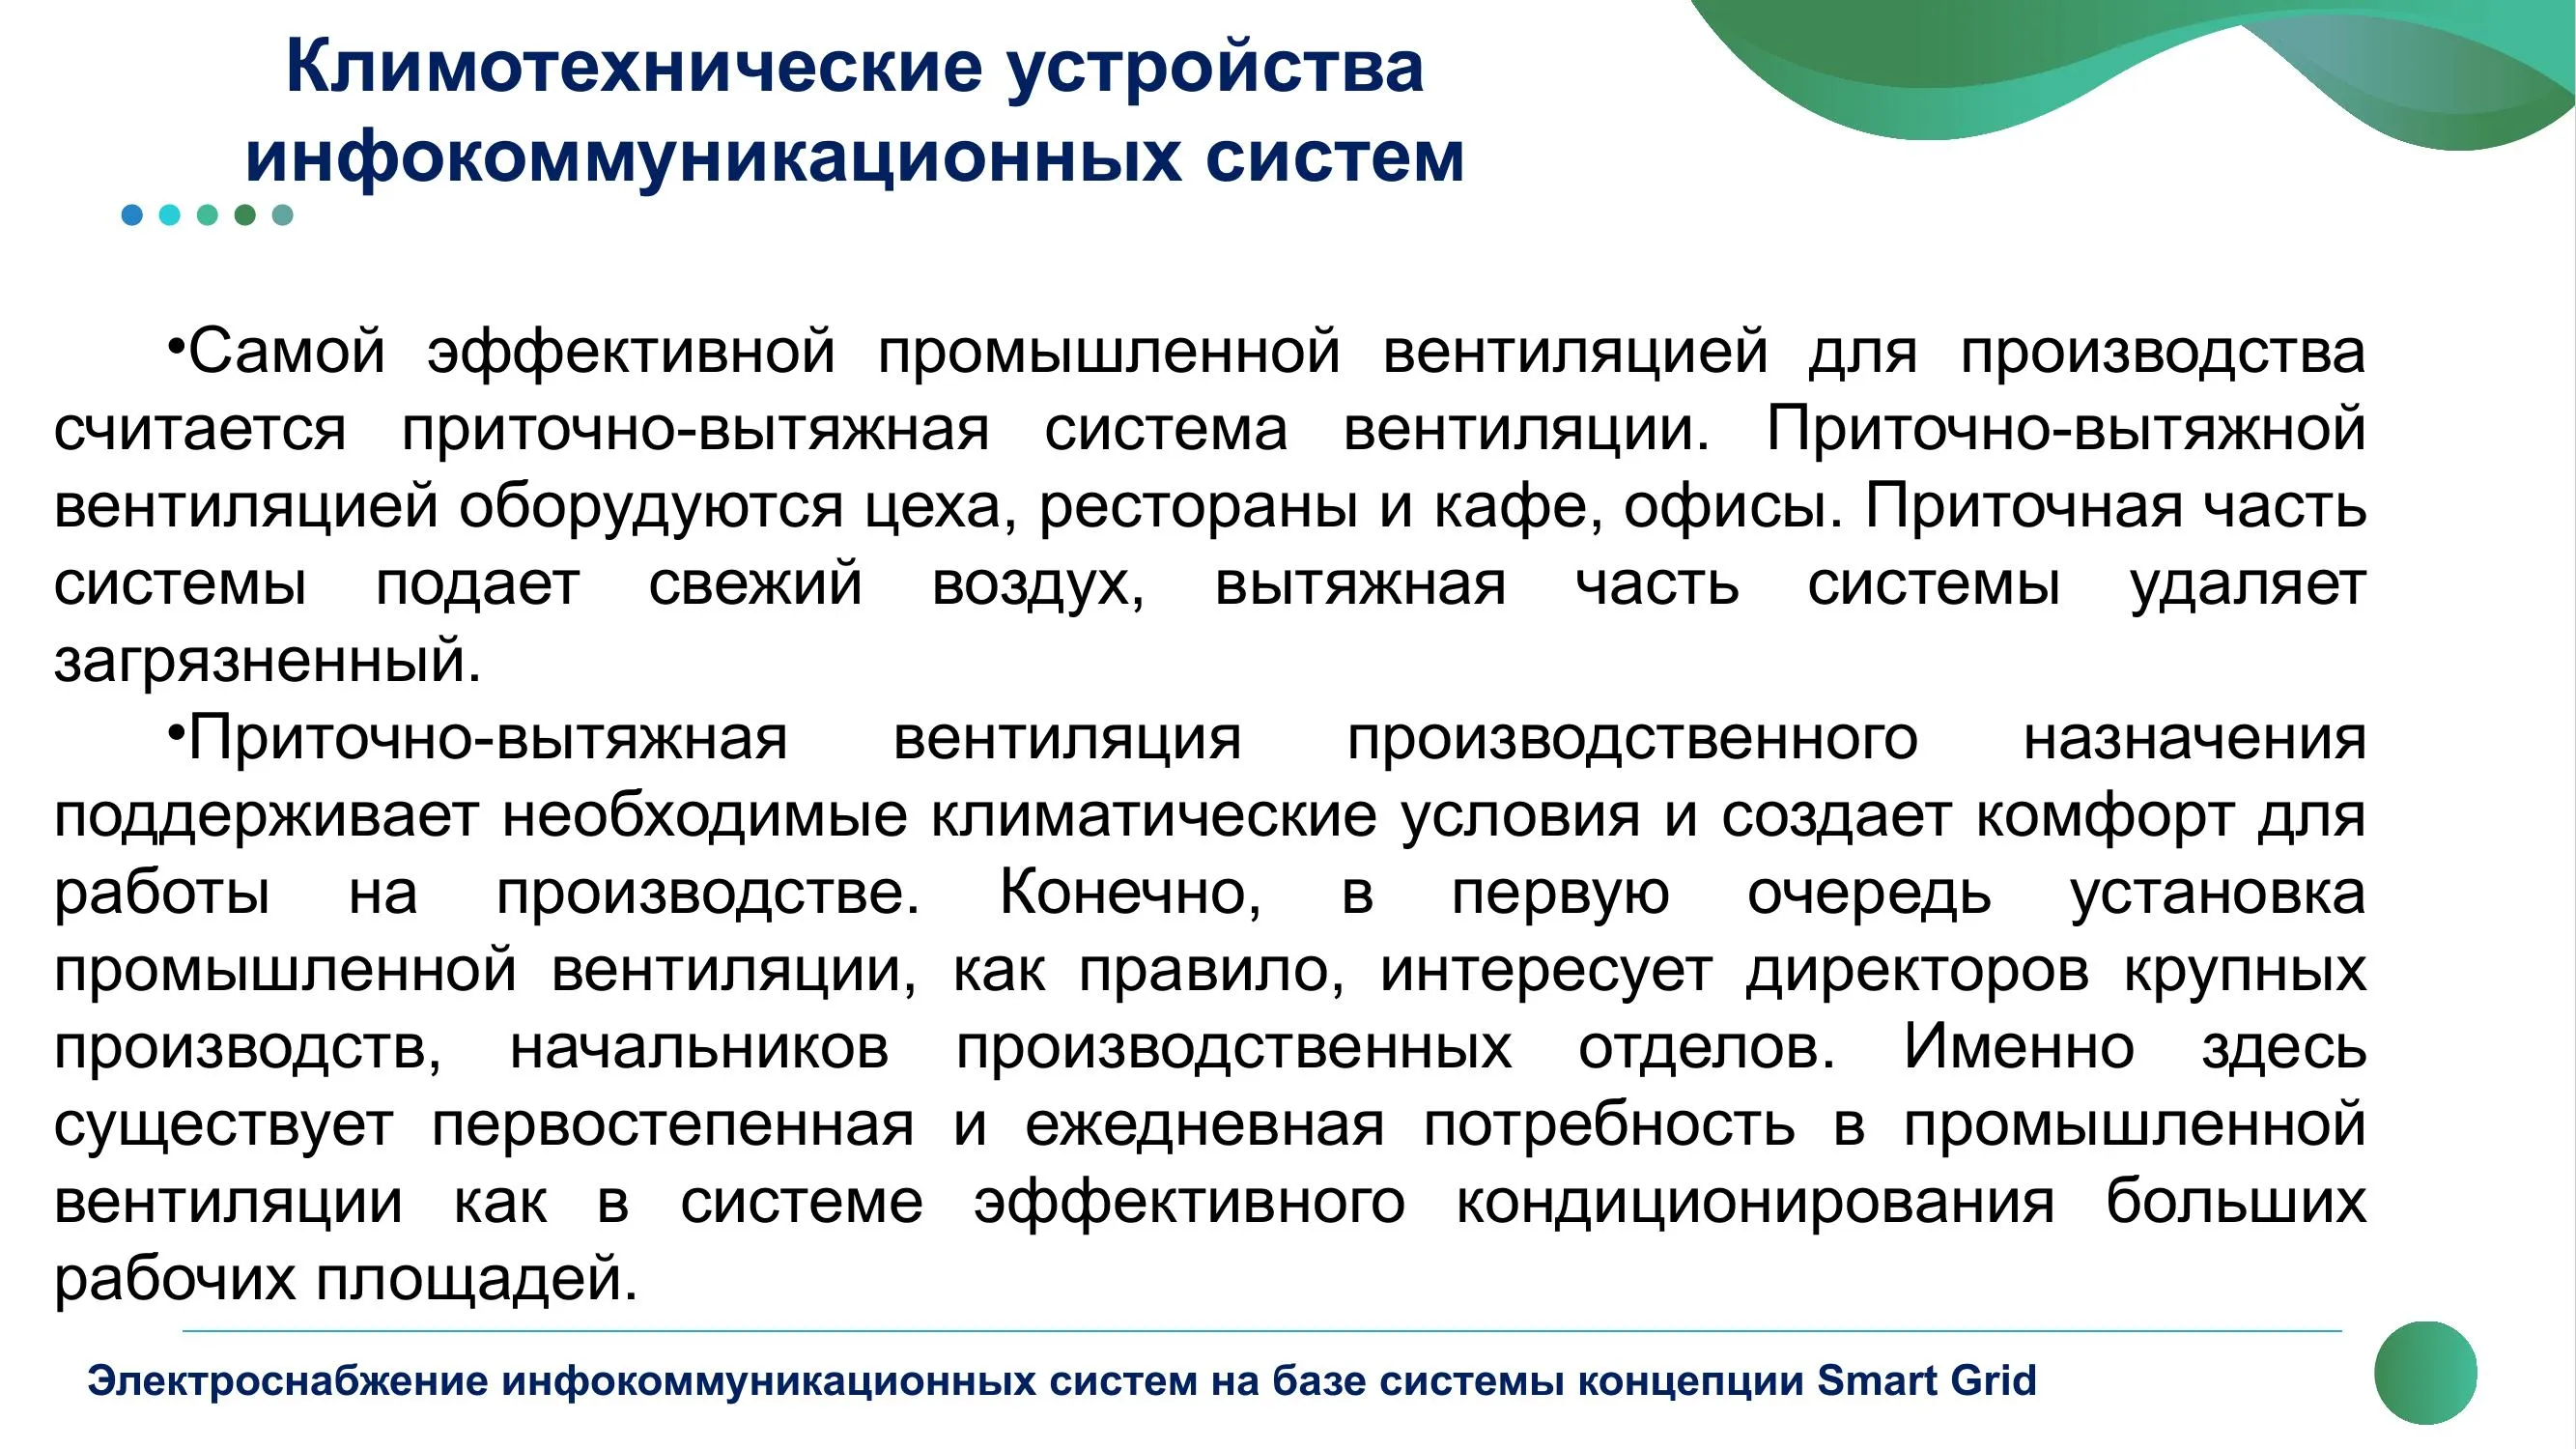 Климотехнические устройства
инфокоммуникационных систем
•Самой эффективной промышленной вентиляцией для производства
считается приточно-вытяжная система вентиляции. Приточно-вытяжной
вентиляцией оборудуются цеха, рестораны и кафе, офисы. Приточная часть
системы подает свежий воздух, вытяжная часть системы удаляет
загрязненный.
•Приточно-вытяжная вентиляция производственного назначения
поддерживает необходимые климатические условия и создает комфорт для
работы на производстве. Конечно, в первую очередь установка
промышленной вентиляции, как правило, интересует директоров крупных
производств, начальников производственных отделов. Именно здесь
существует первостепенная и ежедневная потребность в промышленной
вентиляции как в системе эффективного кондиционирования больших
рабочих площадей.
Электроснабжение инфокоммуникационных систем на базе системы концепции Smart Grid